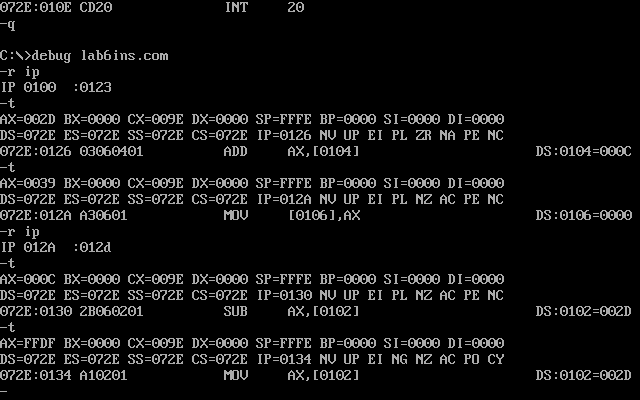 072E:010E CD20 INT 20
-q
C:\>debug lab6ins.com
-r ip
IP 0100 :0123
-t
AX=002D BX=0000 CX=009E DX=0000 SP=FFFE BP=0000 SI=0000 DI=0000
DS=072E ES=072E SS=072E CS=072E IP=0126 NV UP EI PL ZR NA PE NC
072E:0126 03060401 ADD AX,[0104] DS:0104=000C
-t
AX=0039 BX=0000 CX=009E DX=0000 SP=FFFE BP=0000 SI=0000 DI=0000
DS=072E ES=072E SS=072E CS=072E IP=012A NV UP EI PL NZ AC PE NC
072E:012A A30601 MOV [0106],AX DS:0106=0000
-r ip
IP 012A :012d
-t
AX=000C BX=0000 CX=009E DX=0000 SP=FFFE BP=0000 SI=0000 DI=0000
DS=072E ES=072E SS=072E CS=072E IP=0130 NV UP EI PL NZ AC PE NC
072E:0130 2B060201 SUB AX,[0102] DS:0102=002D
-t
AX=FFDF BX=0000 CX=009E DX=0000 SP=FFFE BP=0000 SI=0000 DI=0000
DS=072E ES=072E SS=072E CS=072E IP=0134 NV UP EI NG NZ AC PO CY
072E:0134 A10201 MOV AX,[0102] DS:0102=002D
-